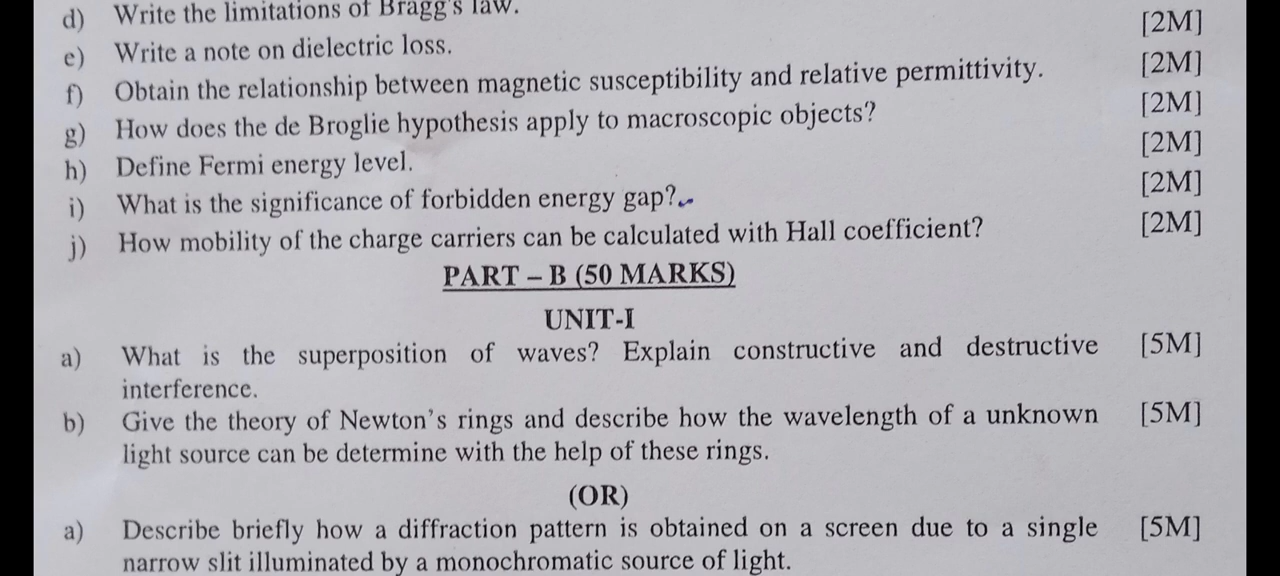 d) Write the limitations of Bragg's law. [2M]
e) Write a note on dielectric loss. [2M]
f) Obtain the relationship between magnetic susceptibility and relative permittivity. [2M]
g) How does the de Broglie hypothesis apply to macroscopic objects? [2M]
h) Define Fermi energy level. [2M]
i) What is the significance of forbidden energy gap? [2M]
j) How mobility of the charge carriers can be calculated with Hall coefficient?
PART – B (50 MARKS)
UNIT-I
a) What is the superposition of waves? Explain constructive and destructive [5M]
interference.
b) Give the theory of Newton's rings and describe how the wavelength of a unknown [5M]
light source can be determine with the help of these rings.
(OR)
a) Describe briefly how a diffraction pattern is obtained on a screen due to a single [5M]
narrow slit illuminated by a monochromatic source of light.